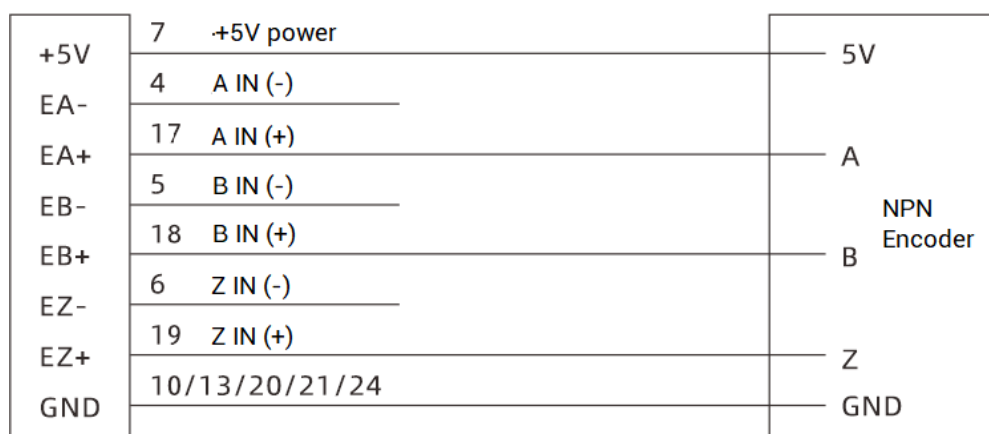 7 +5V power
+5V 5V
4 A IN (-)
EA-
17 A IN (+)
EA+ A
5 B IN (-)
EB- NPN
18 B IN (+) Encoder
EB+ B
6 Z IN (-)
EZ-
19 Z IN (+)
EZ+ Z
10/13/20/21/24
GND GND